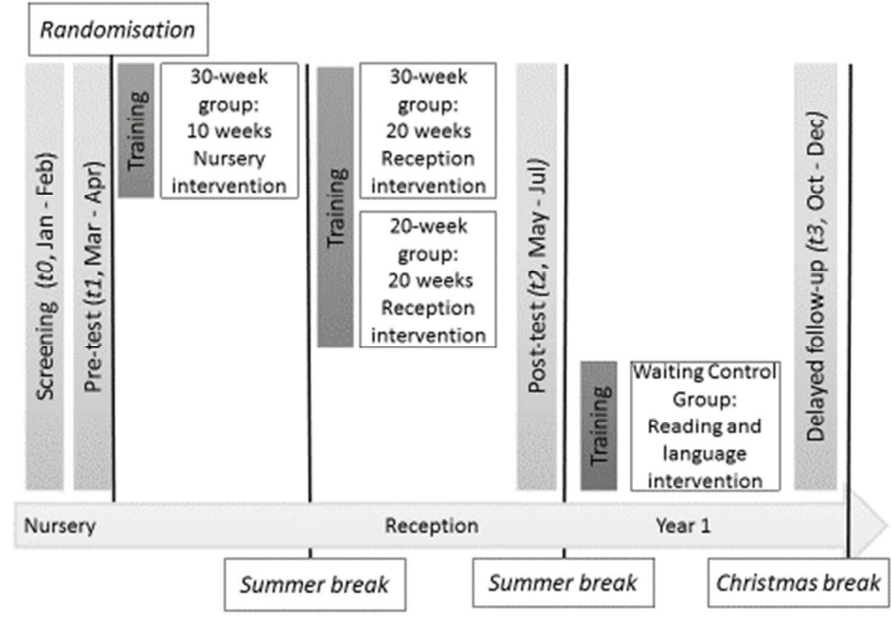 Randomisation
Screening (t0, Jan - Feb)
Pre-test (t1, Mar - Apr)
Training
30-week
group:
10 weeks
Nursery
intervention
Training
30-week
group:
20 weeks
Reception
intervention
20-week
group:
20 weeks
Reception
intervention
Post-test (t2, May - Jul)
Training
Waiting Control
Group:
Reading and
language
intervention
Delayed follow-up (t3, Oct - Dec)
Nursery
Reception
Year 1
Summer break
Summer break
Christmas break